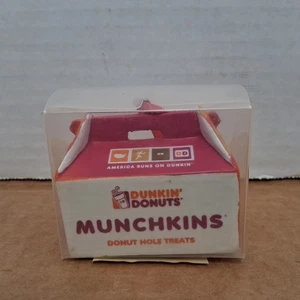 AMERICA RUNS ON DUNKIN'
DUNKIN'
DONUTS
MUNCHKINS
DONUT HOLE TREATS